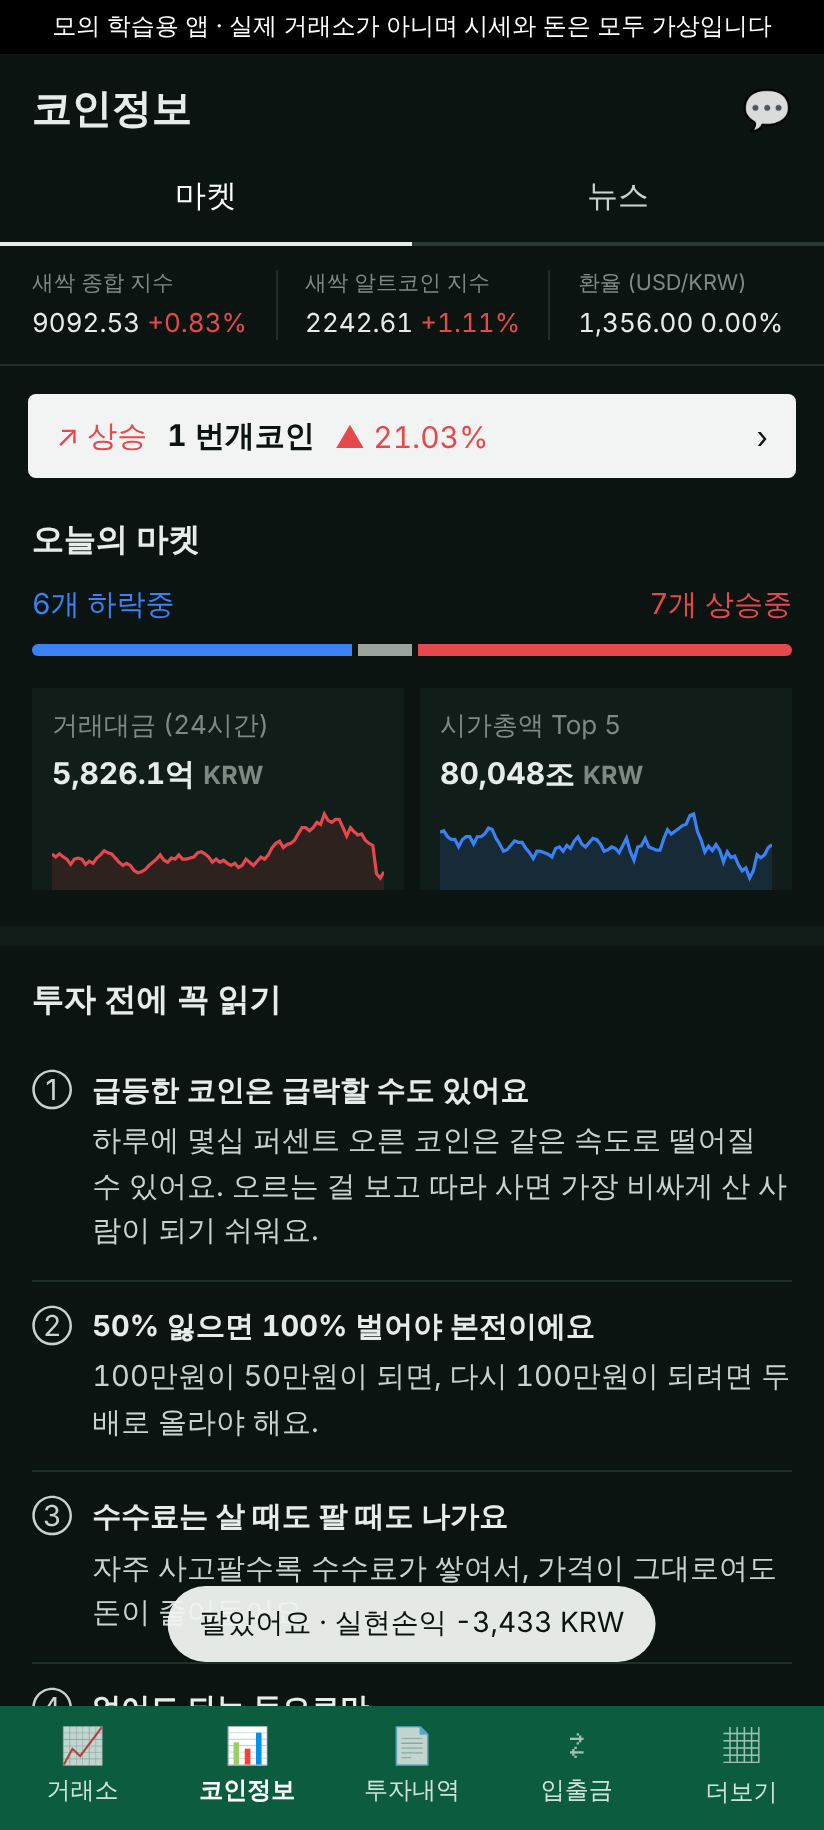 모의 학습용 앱 · 실제 거래소가 아니며 시세와 돈은 모두 가상입니다
코인정보
마켓 뉴스
새싹 종합 지수 새싹 알트코인 지수 환율 (USD/KRW)
9092.53 +0.83% 2242.61 +1.11% 1,356.00 0.00%
↗ 상승 1 번개코인 ▲ 21.03% ›
오늘의 마켓
6개 하락중 7개 상승중
거래대금 (24시간) 시가총액 Top 5
5,826.1억 KRW 80,048조 KRW
투자 전에 꼭 읽기
① 급등한 코인은 급락할 수도 있어요
하루에 몇십 퍼센트 오른 코인은 같은 속도로 떨어질
수 있어요. 오르는 걸 보고 따라 사면 가장 비싸게 산 사
람이 되기 쉬워요.
② 50% 잃으면 100% 벌어야 본전이에요
100만원이 50만원이 되면, 다시 100만원이 되려면 두
배로 올라야 해요.
③ 수수료는 살 때도 팔 때도 나가요
자주 사고팔수록 수수료가 쌓여서, 가격이 그대로여도
돈이
팔았어요 · 실현손익 -3,433 KRW
거래소 코인정보 투자내역 입출금 더보기